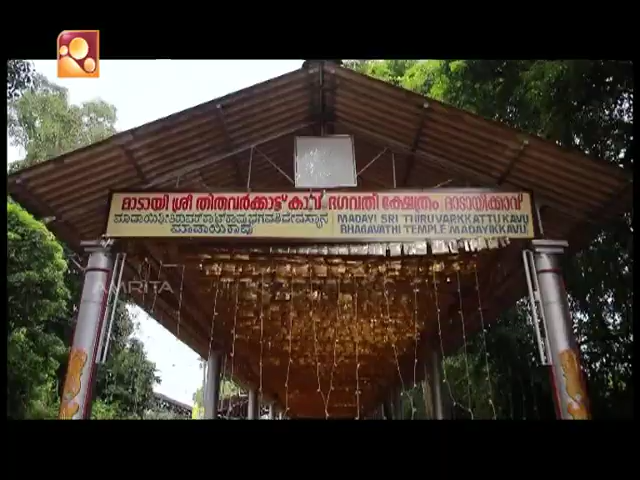 മാടായി ശ്രീ തിരുവർക്കാട്ട് കാവ് ഭഗവതി ക്ഷേത്രം മാടായിക്കാവ്
MADAYI SRI THIRUVARKKATTU KAVU
BHAGAVATHI TEMPLE MADAYIKKAVU
AMRITA